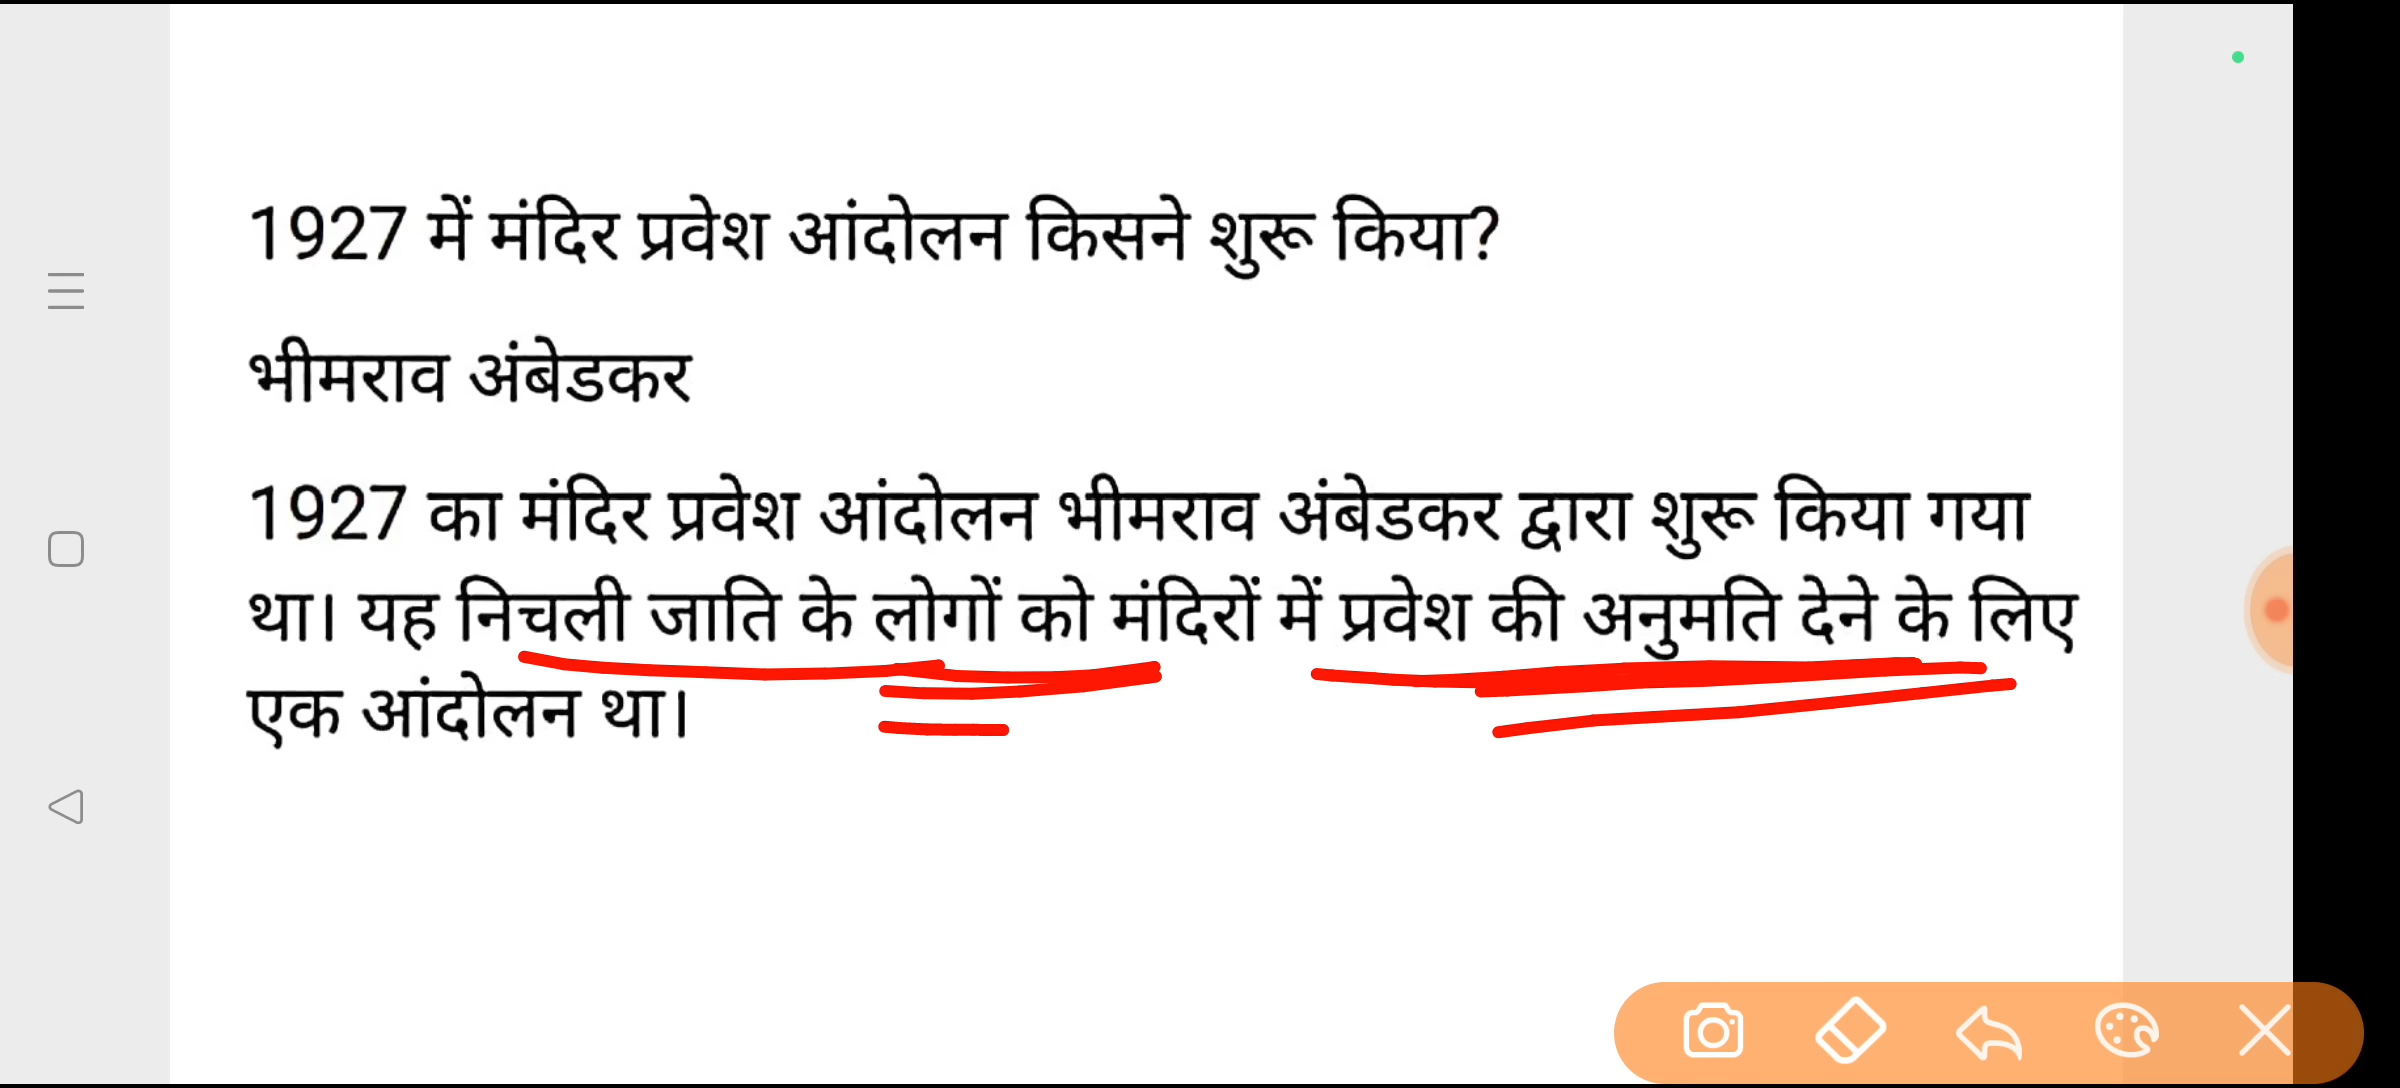 1927 में मंदिर प्रवेश आंदोलन किसने शुरू किया?
भीमराव अंबेडकर
1927 का मंदिर प्रवेश आंदोलन भीमराव अंबेडकर द्वारा शुरू किया गया
था। यह निचली जाति के लोगों को मंदिरों में प्रवेश की अनुमति देने के लिए
एक आंदोलन था।